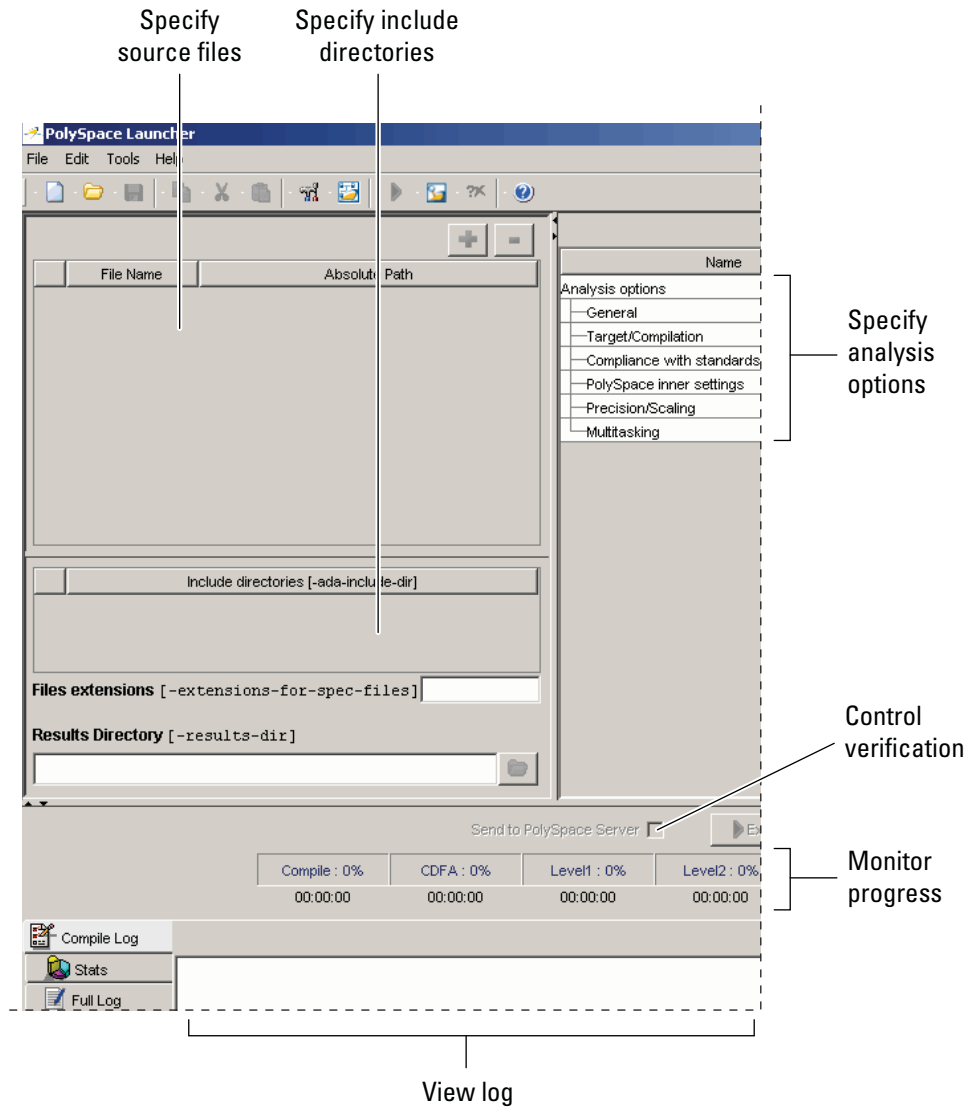 Specify
source files
Specify include
directories
PolySpace Launcher
File Edit Tools Help
File Name Absolute Path
Name
Analysis options
General
Target/Compilation
Compliance with standards
PolySpace inner settings
Precision/Scaling
Multitasking
Specify
analysis
options
Include directories [-ada-include-dir]
Files extensions [-extensions-for-spec-files]
Results Directory [-results-dir]
Control
verification
Send to PolySpace Server Ex
Compile : 0% CDFA : 0% Level1 : 0% Level2 : 0%
00:00:00 00:00:00 00:00:00 00:00:00
Monitor
progress
Compile Log
Stats
Full Log
View log